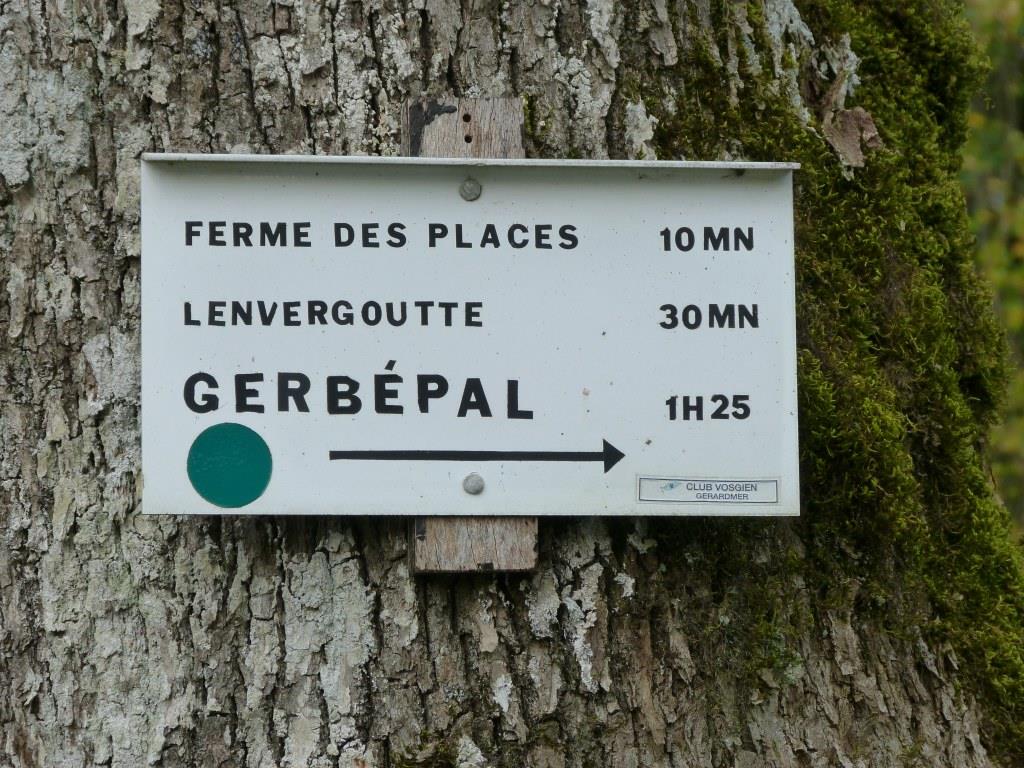 FERME DES PLACES 10 MN
LENVERGOUTTE 30 MN
GERBÉPAL 1H25
CLUB VOSGIEN
GERARDMER